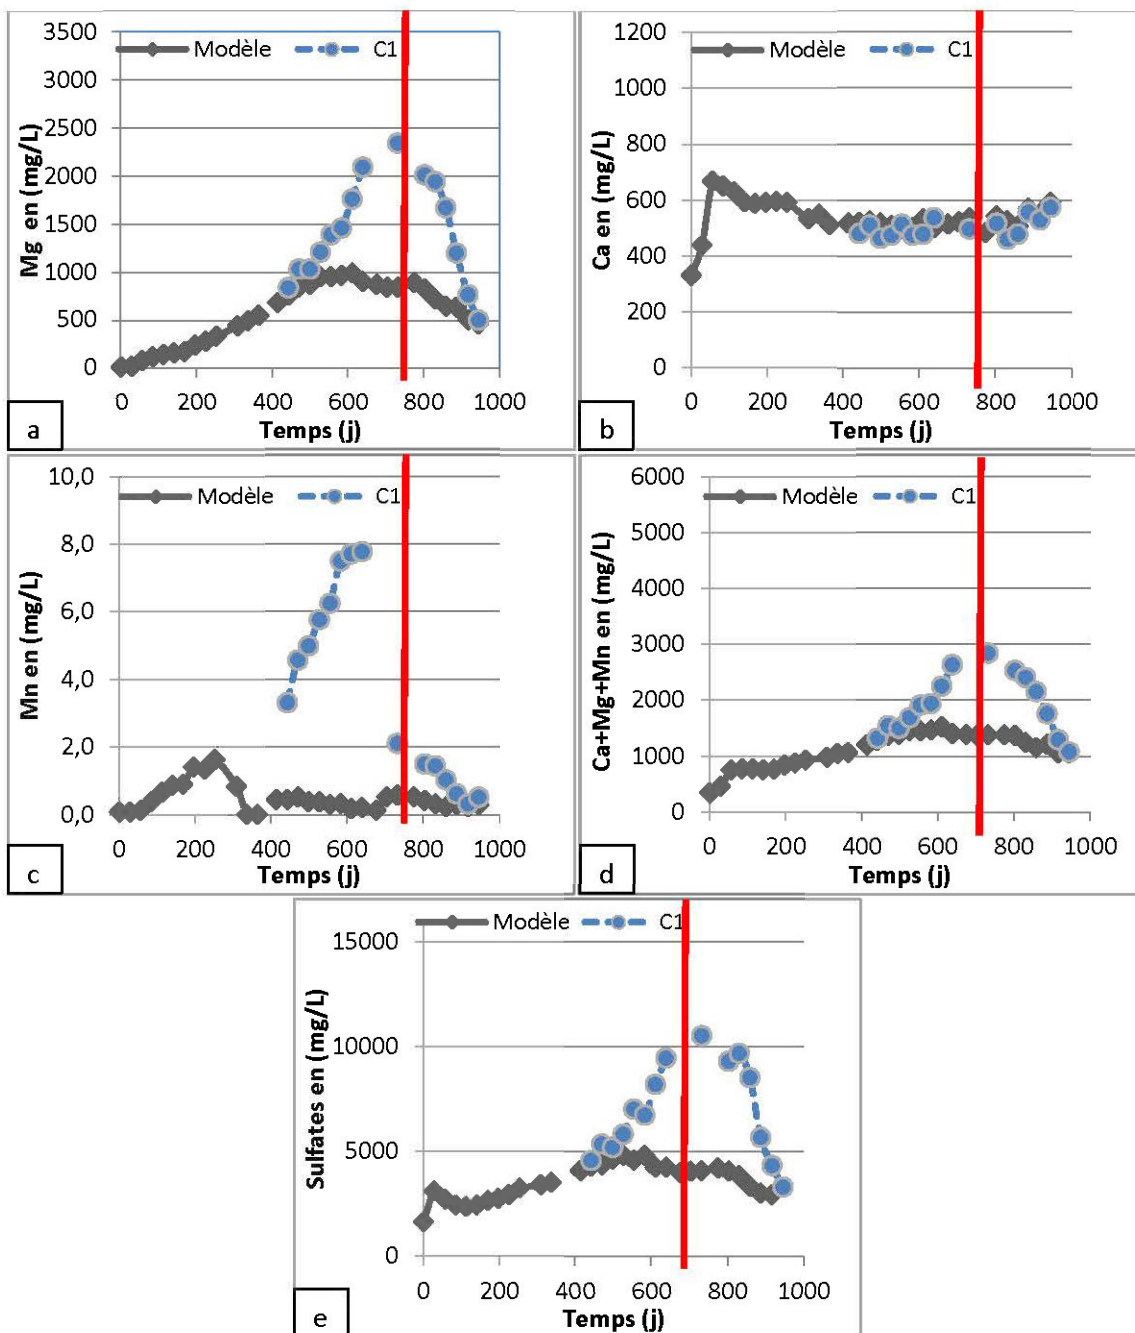 Modèle C1
3500
3000
2500
2000
1500
1000
500
0
Mg en (mg/L)
0 200 400 600 800 1000
Temps (j)
a
Modèle C1
1200
1000
800
600
400
200
0
Ca en (mg/L)
0 200 400 600 800 1000
Temps (j)
b
Modèle C1
10,0
8,0
6,0
4,0
2,0
0,0
Mn en (mg/L)
0 200 400 600 800 1000
Temps (j)
c
Modèle C1
6000
5000
4000
3000
2000
1000
0
Ca+Mg+Mn en (mg/L)
0 200 400 600 800 1000
Temps (j)
d
Modèle C1
15000
10000
5000
0
Sulfates en (mg/L)
0 200 400 600 800 1000
Temps (j)
e